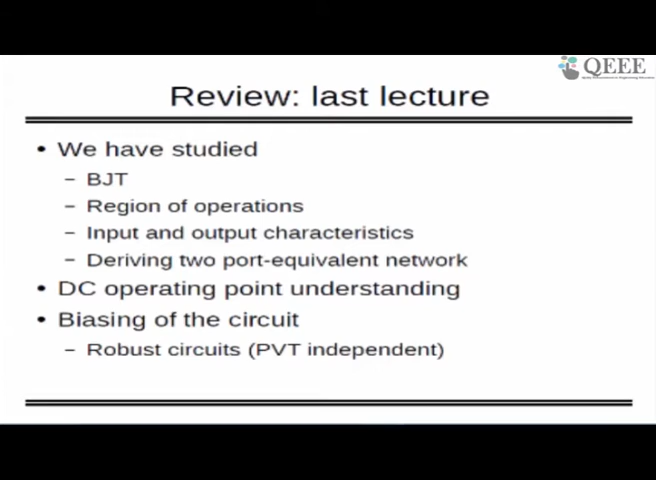 QEEE
Review: last lecture
• We have studied
– BJT
– Region of operations
– Input and output characteristics
– Deriving two port-equivalent network
• DC operating point understanding
• Biasing of the circuit
– Robust circuits (PVT independent)